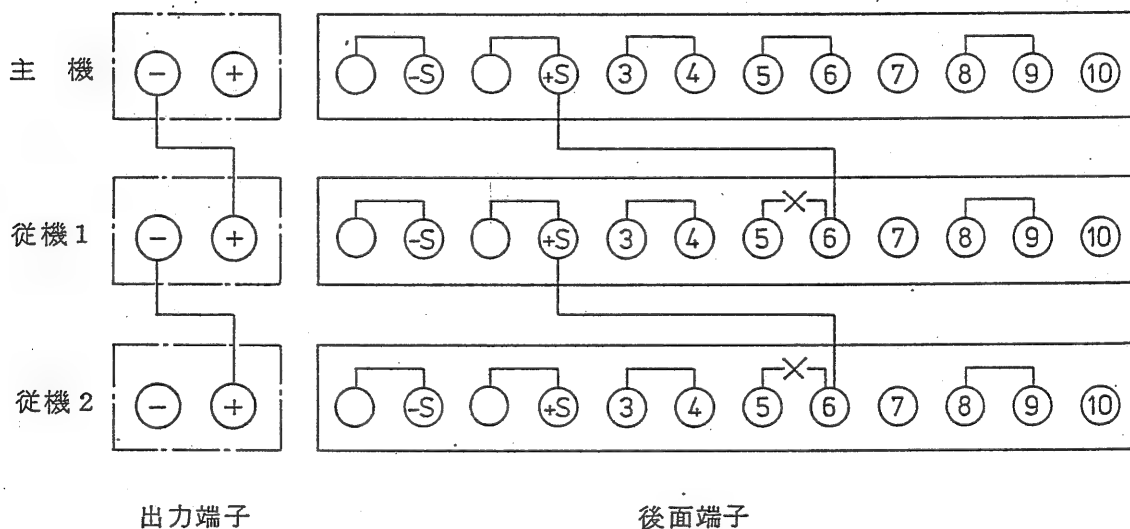 主 機 − + -S +S 3 4 5 6 7 8 9 10
従機1 − + -S +S 3 4 5 6 7 8 9 10
従機2 − + -S +S 3 4 5 6 7 8 9 10
出力端子 後面端子